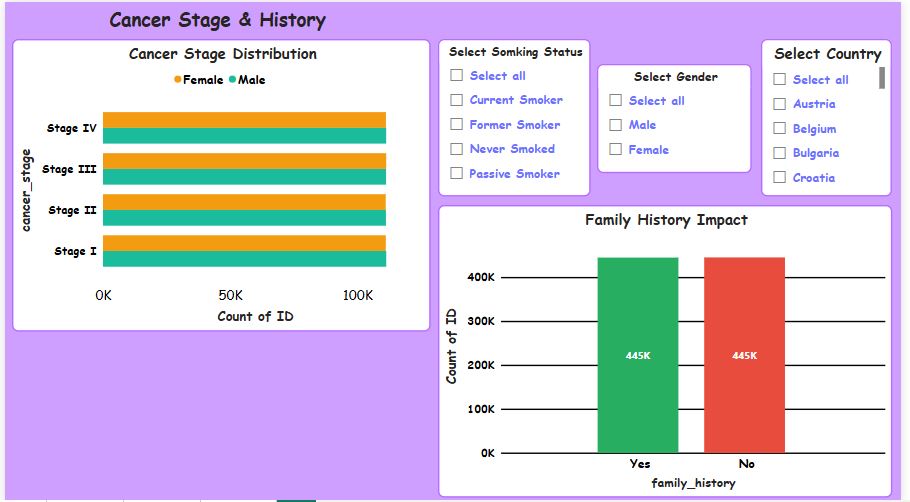 Cancer Stage & History
Cancer Stage Distribution
Female Male
Stage IV
Stage III
Stage II
Stage I
cancer_stage
0K 50K 100K
Count of ID
Select Somking Status
Select all
Current Smoker
Former Smoker
Never Smoked
Passive Smoker
Select Gender
Select all
Male
Female
Select Country
Select all
Austria
Belgium
Bulgaria
Croatia
Family History Impact
400K
300K
200K
100K
0K
Count of ID
445K 445K
Yes No
family_history